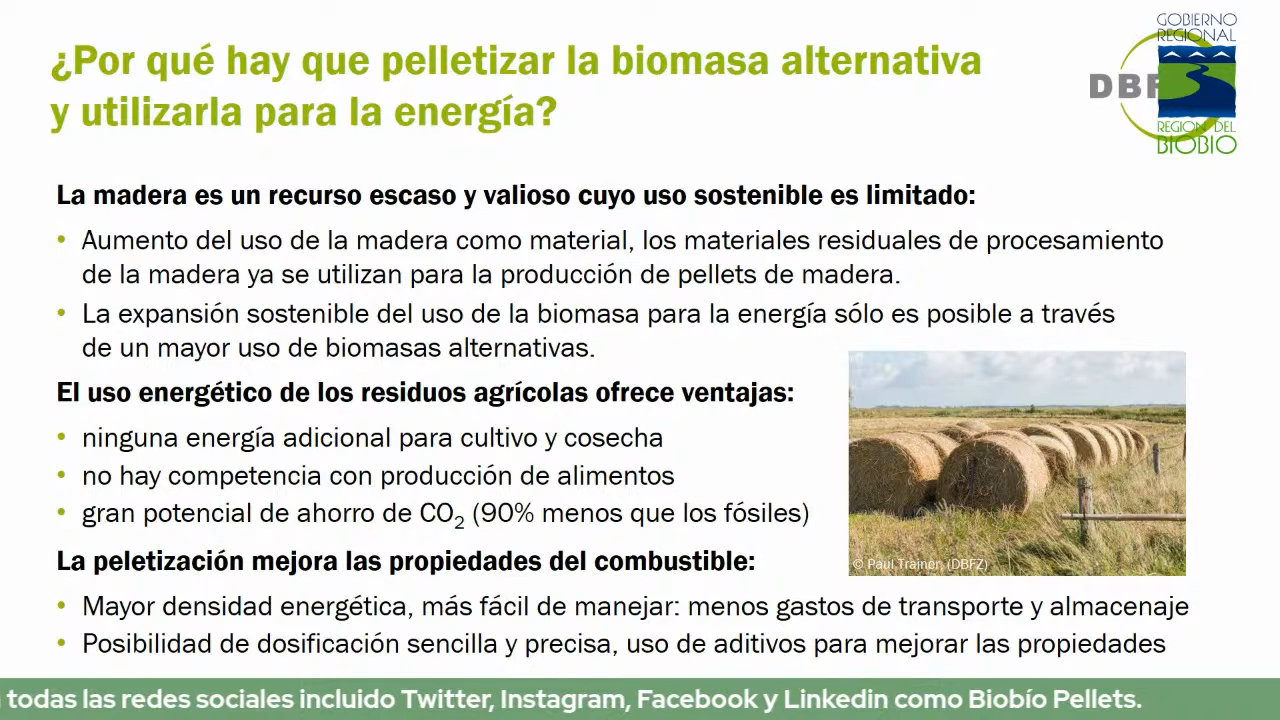 ¿Por qué hay que pelletizar la biomasa alternativa
y utilizarla para la energía?
GOBIERNO
REGIONAL
REGION DEL
BIOBIO
La madera es un recurso escaso y valioso cuyo uso sostenible es limitado:
• Aumento del uso de la madera como material, los materiales residuales de procesamiento
de la madera ya se utilizan para la producción de pellets de madera.
• La expansión sostenible del uso de la biomasa para la energía sólo es posible a través
de un mayor uso de biomasas alternativas.
El uso energético de los residuos agrícolas ofrece ventajas:
• ninguna energía adicional para cultivo y cosecha
• no hay competencia con producción de alimentos
• gran potencial de ahorro de CO₂ (90% menos que los fósiles)
© Paul Trainer, (DBFZ)
La peletización mejora las propiedades del combustible:
• Mayor densidad energética, más fácil de manejar: menos gastos de transporte y almacenaje
• Posibilidad de dosificación sencilla y precisa, uso de aditivos para mejorar las propiedades
todas las redes sociales incluido Twitter, Instagram, Facebook y Linkedin como Biobío Pellets.